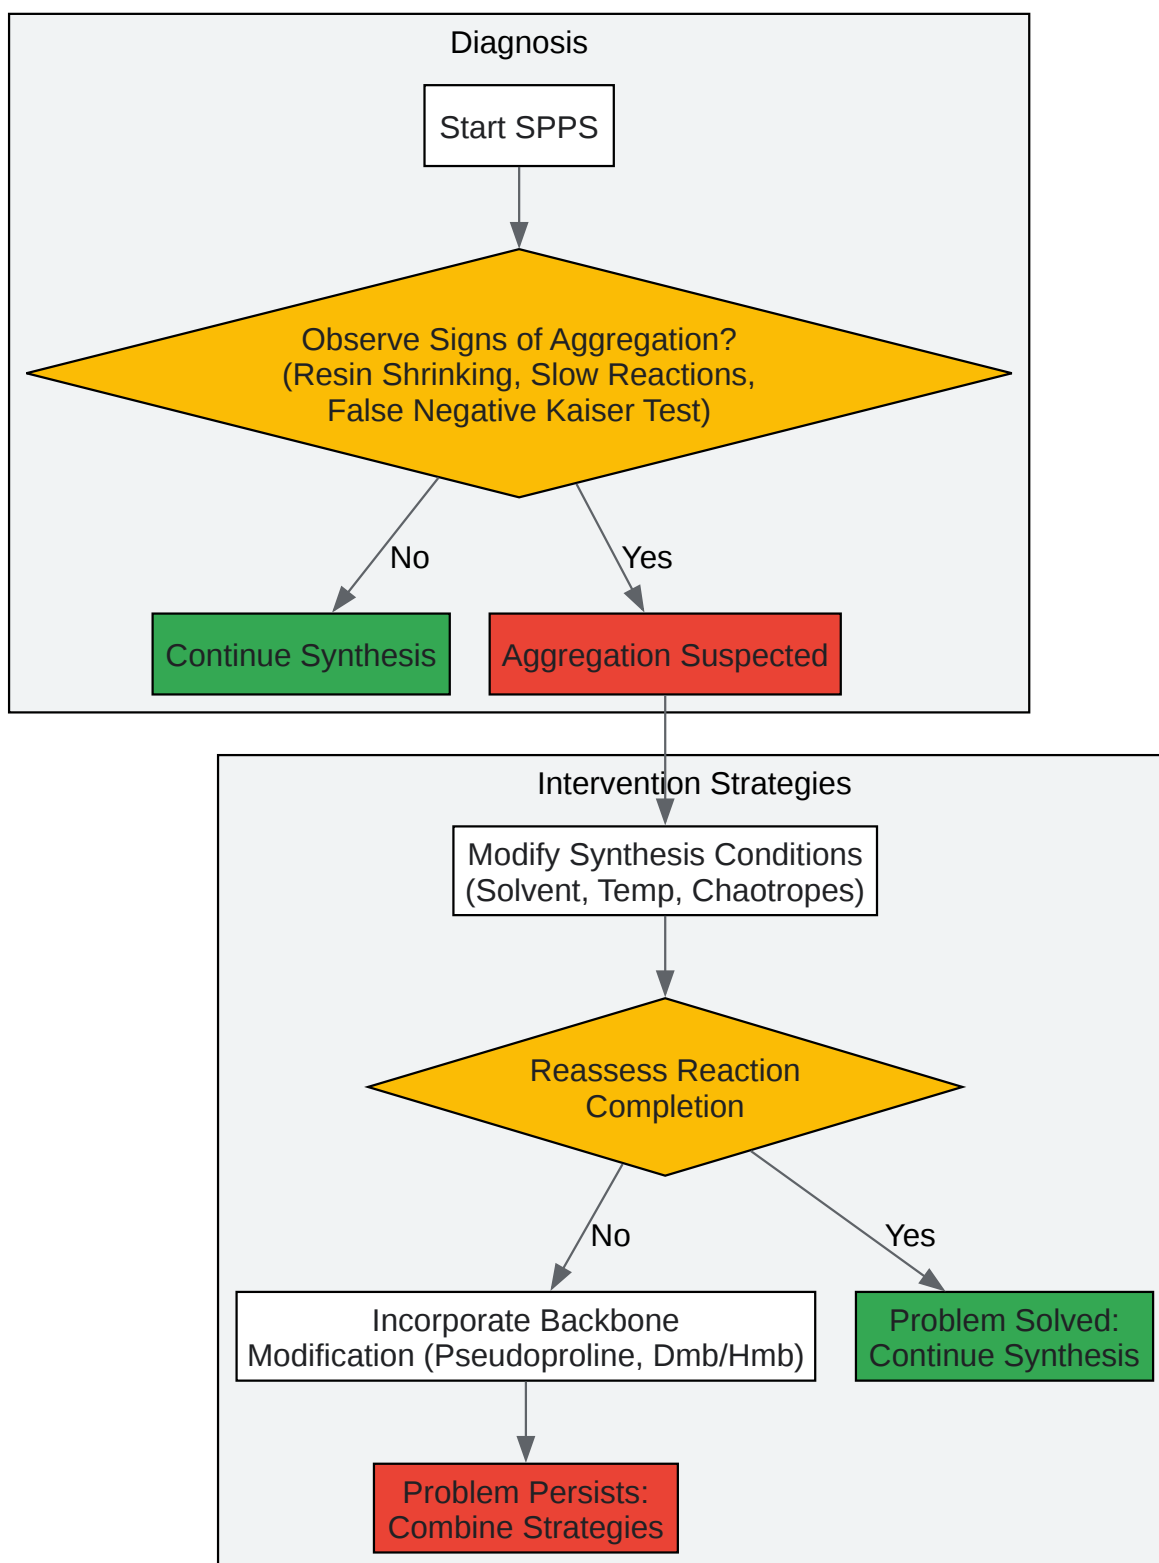 Diagnosis
Start SPPS
Observe Signs of Aggregation?
(Resin Shrinking, Slow Reactions,
False Negative Kaiser Test)
No
Yes
Continue Synthesis
Aggregation Suspected
Intervention Strategies
Modify Synthesis Conditions
(Solvent, Temp, Chaotropes)
Reassess Reaction
Completion
No
Yes
Incorporate Backbone
Modification (Pseudoproline, Dmb/Hmb)
Problem Solved:
Continue Synthesis
Problem Persists:
Combine Strategies